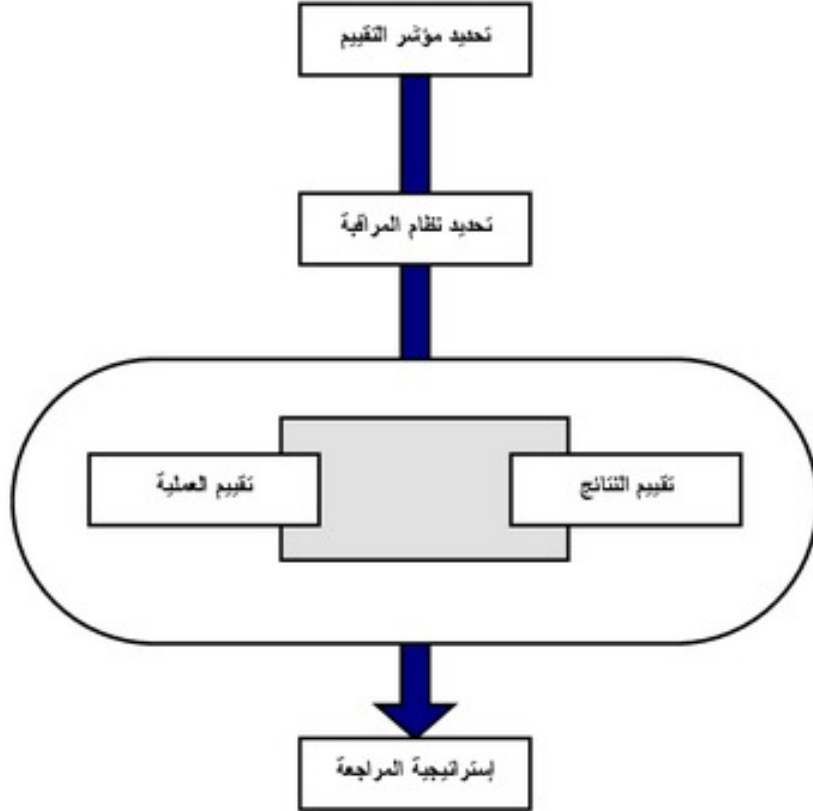 تحديد مؤشر التقييم
تحديد نظام المراقبة
تقييم النتائج
تقييم العملية
إستراتيجية المراجعة